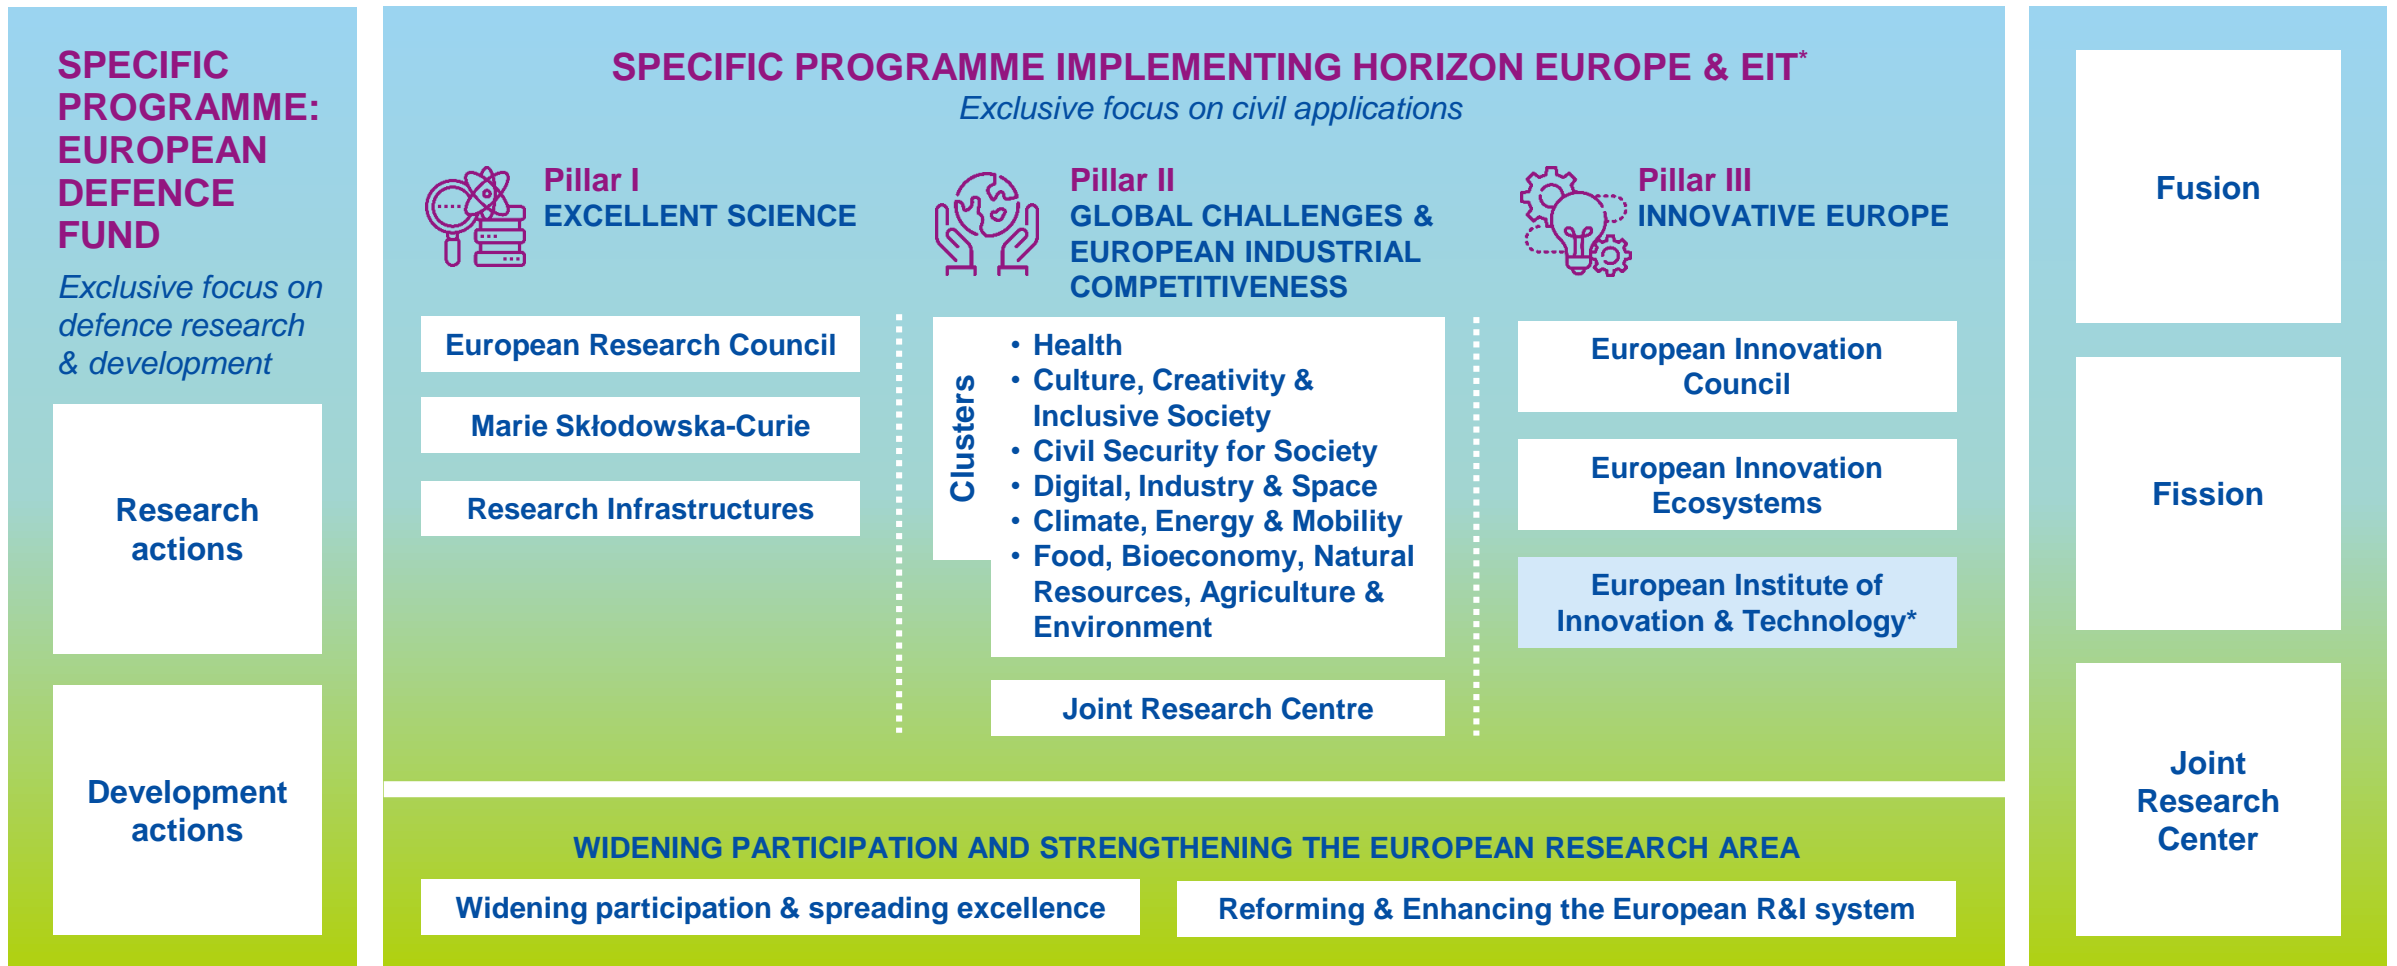 SPECIFIC
PROGRAMME:
EUROPEAN
DEFENCE
FUND
Exclusive focus on
defence research
& development
Research
actions
Development
actions
SPECIFIC PROGRAMME IMPLEMENTING HORIZON EUROPE & EIT*
Exclusive focus on civil applications
Pillar I
EXCELLENT SCIENCE
European Research Council
Marie Skłodowska-Curie
Research Infrastructures
Pillar II
GLOBAL CHALLENGES &
EUROPEAN INDUSTRIAL
COMPETITIVENESS
Clusters
• Health
• Culture, Creativity &
Inclusive Society
• Civil Security for Society
• Digital, Industry & Space
• Climate, Energy & Mobility
• Food, Bioeconomy, Natural
Resources, Agriculture &
Environment
Joint Research Centre
Pillar III
INNOVATIVE EUROPE
European Innovation
Council
European Innovation
Ecosystems
European Institute of
Innovation & Technology*
WIDENING PARTICIPATION AND STRENGTHENING THE EUROPEAN RESEARCH AREA
Widening participation & spreading excellence
Reforming & Enhancing the European R&I system
Fusion
Fission
Joint
Research
Center